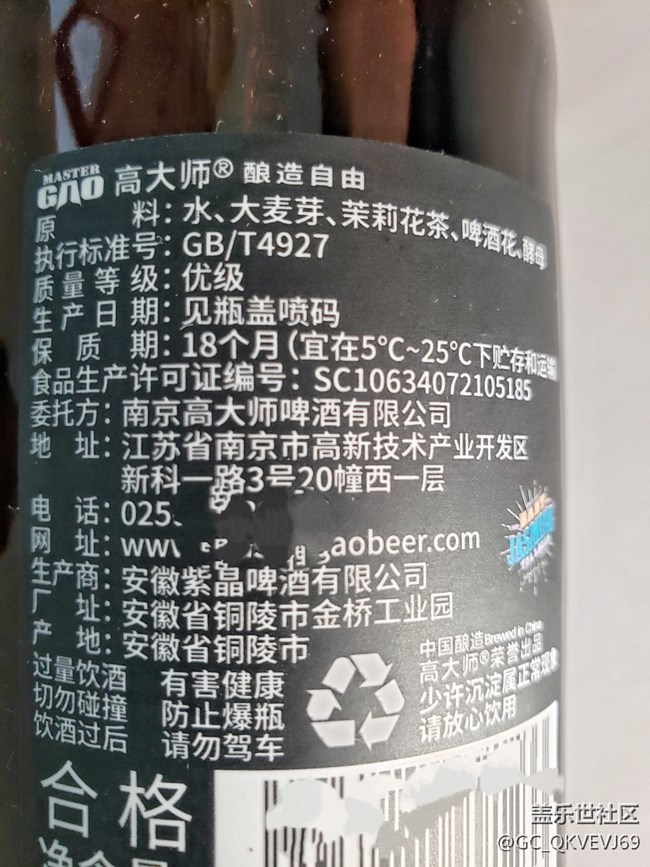 MASTER GAO 高大师® 酿造自由
原料：水、大麦芽、茉莉花茶、啤酒花、酵母
执行标准号：GB/T4927
质量等级：优级
生产日期：见瓶盖喷码
保质期：18个月（宜在5℃~25℃下贮存和运输
食品生产许可证编号：SC10634072105185
委托方：南京高大师啤酒有限公司
地址：江苏省南京市高新技术产业开发区
新科一路3号20幢西一层
电话：025
网址：www aobeer.com
生产商：安徽紫晶啤酒有限公司
厂址：安徽省铜陵市金桥工业园
产地：安徽省铜陵市
过量饮酒 有害健康
切勿碰撞 防止爆瓶
饮酒过后 请勿驾车
中国酿造Brewed in China
高大师®荣誉出品
少许沉淀属正常现象
请放心饮用
合格
净含量
盖乐世社区
@GC_QKVEVJ69